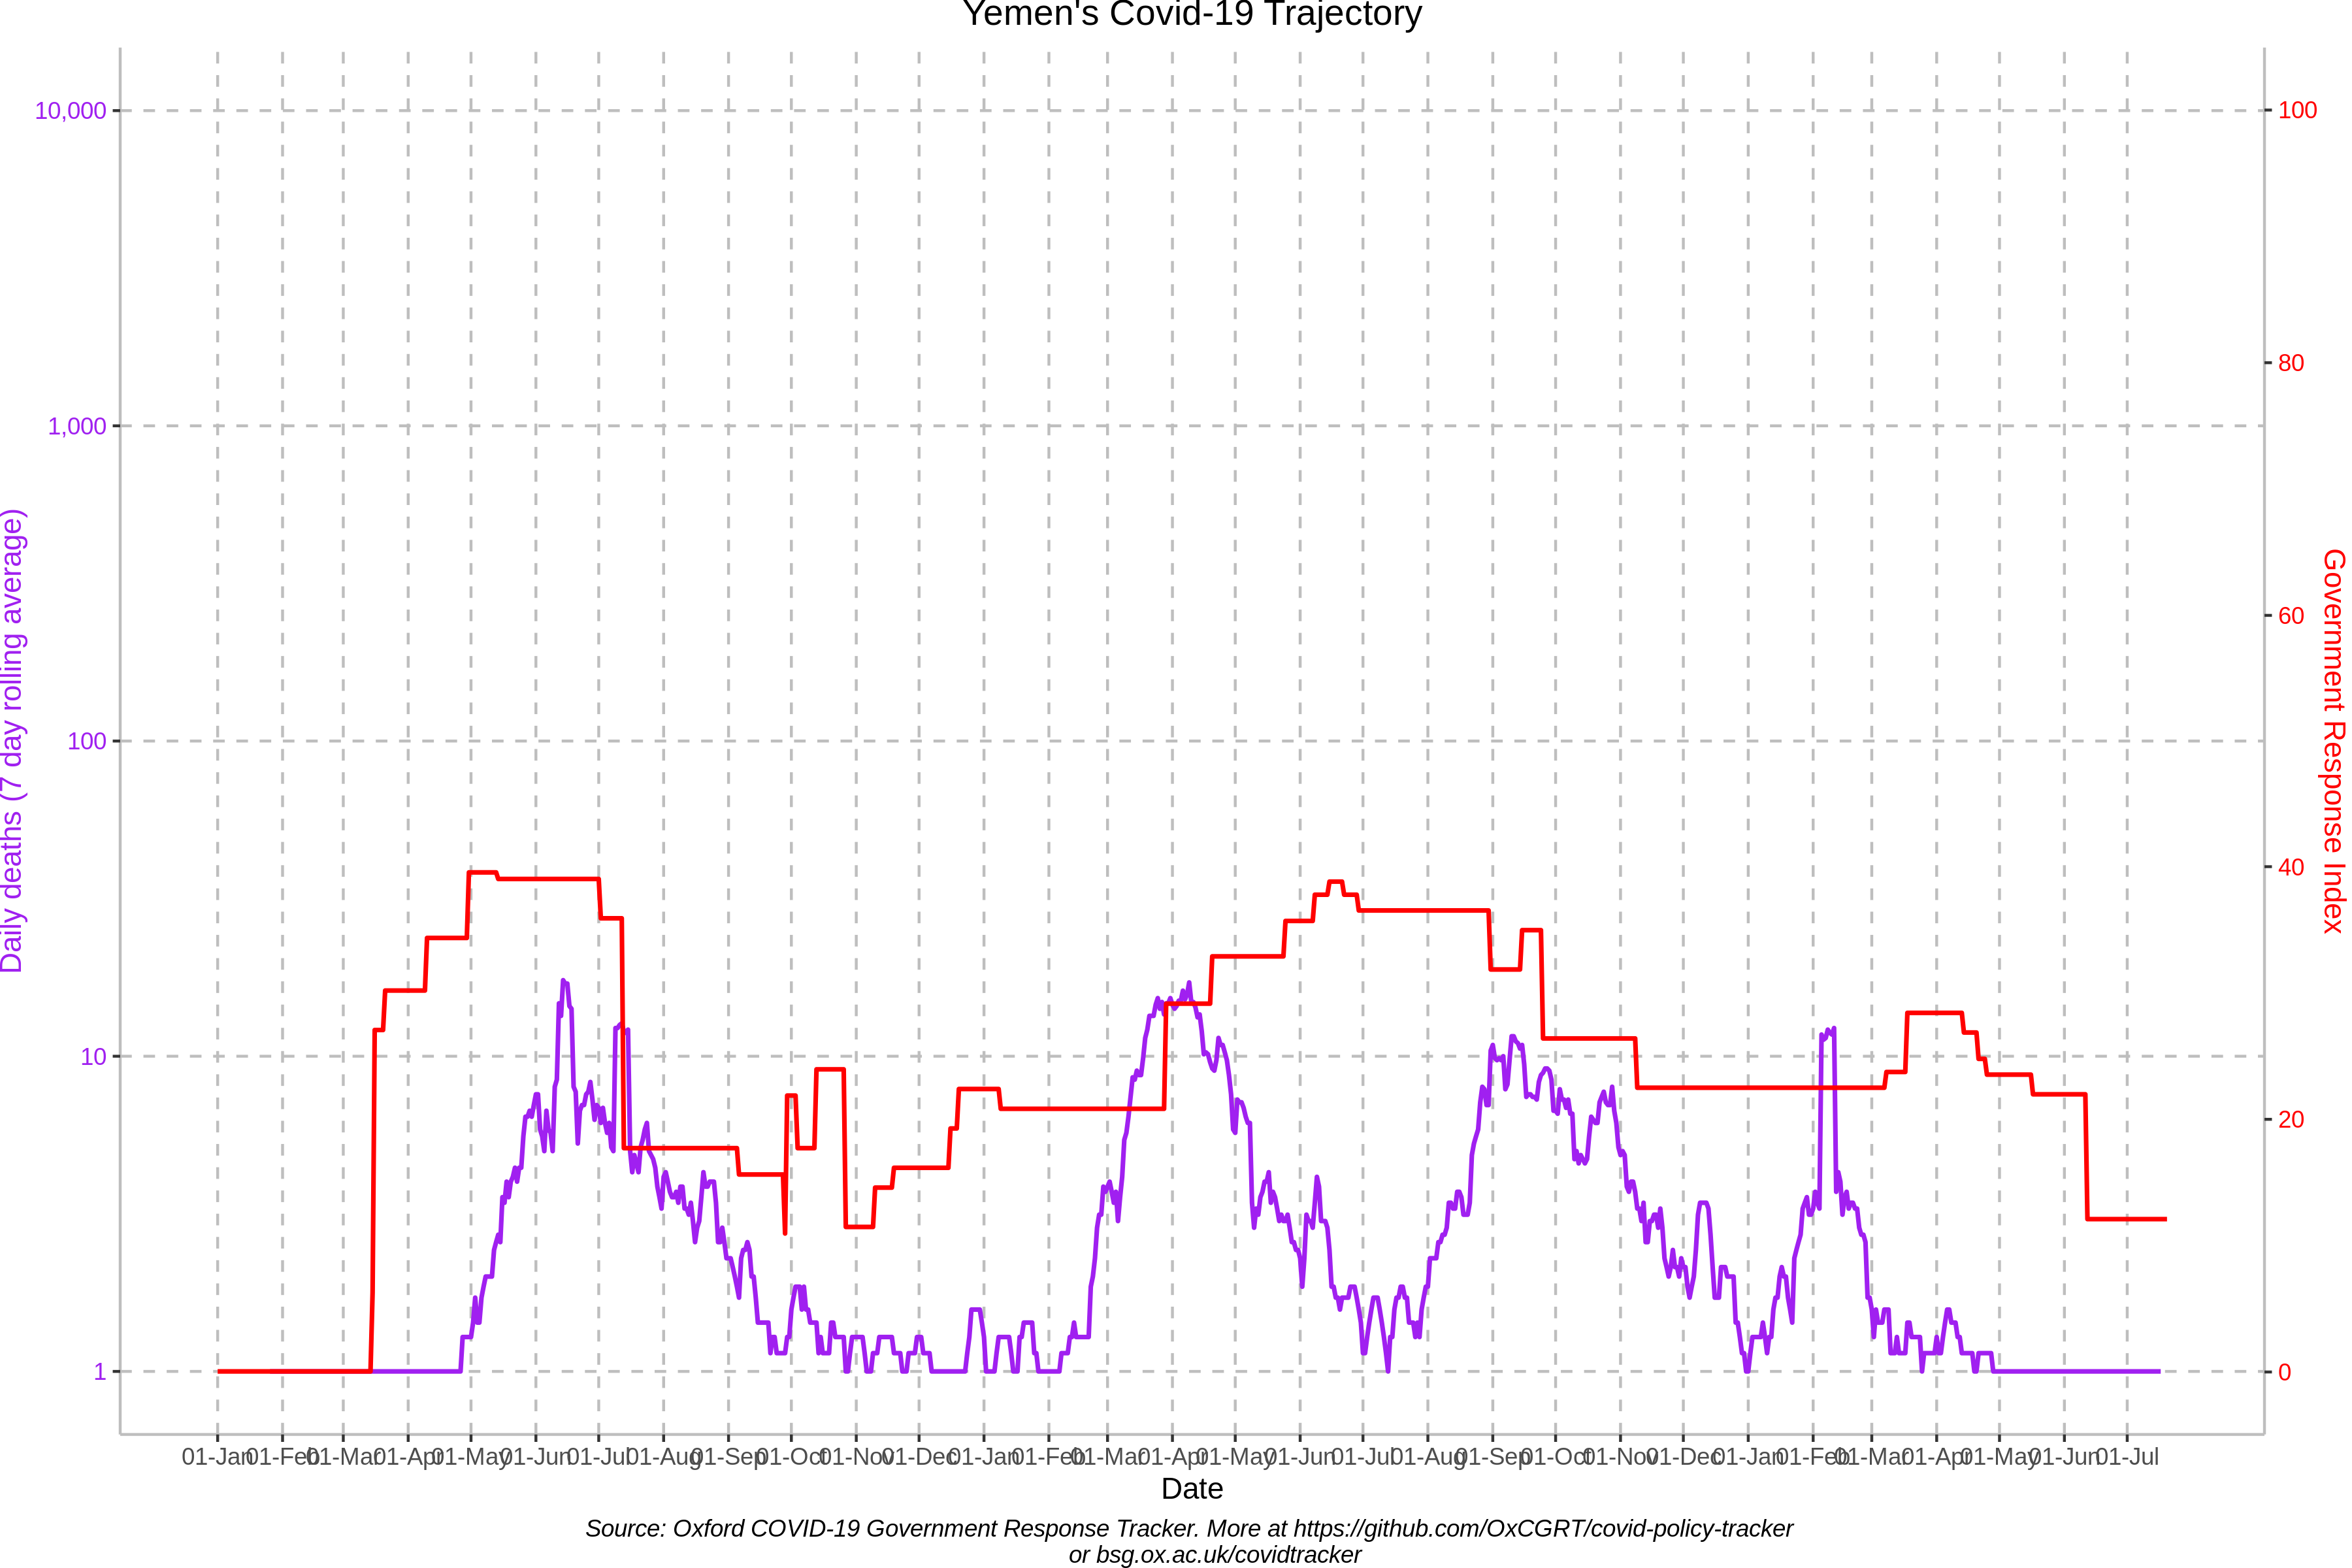 Yemen's Covid-19 Trajectory
10,000
1,000
100
10
1
Daily deaths (7 day rolling average)
100
80
60
40
20
0
Government Response Index
01-Jan 01-Feb 01-Mar 01-Apr 01-May 01-Jun 01-Jul 01-Aug 01-Sep 01-Oct 01-Nov 01-Dec 01-Jan 01-Feb 01-Mar 01-Apr 01-May 01-Jun 01-Jul 01-Aug 01-Sep 01-Oct 01-Nov 01-Dec 01-Jan 01-Feb 01-Mar 01-Apr 01-May 01-Jun 01-Jul
Date
Source: Oxford COVID-19 Government Response Tracker. More at https://github.com/OxCGRT/covid-policy-tracker
or bsg.ox.ac.uk/covidtracker